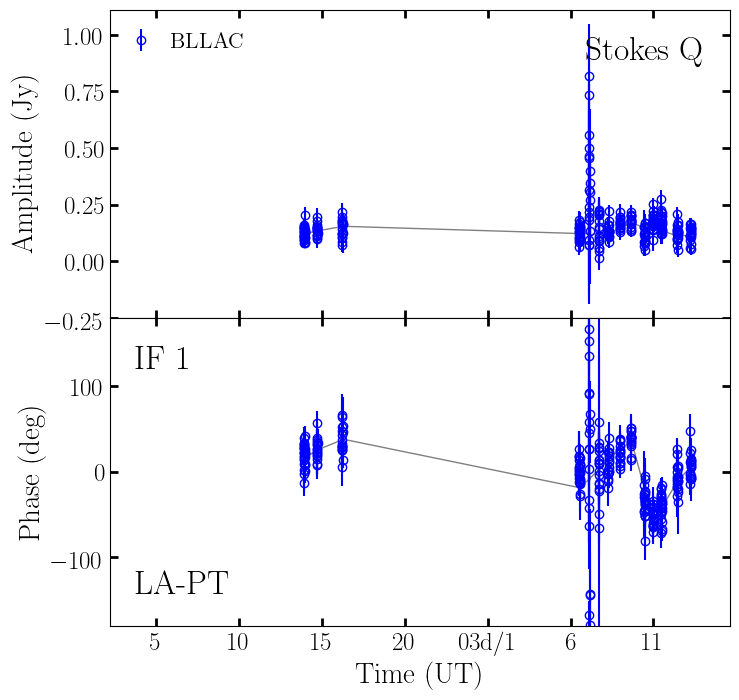 BLLAC
Stokes Q
1.00
0.75
0.50
0.25
0.00
−0.25
Amplitude (Jy)
IF 1
100
0
−100
Phase (deg)
LA-PT
5 10 15 20 03d/1 6 11
Time (UT)